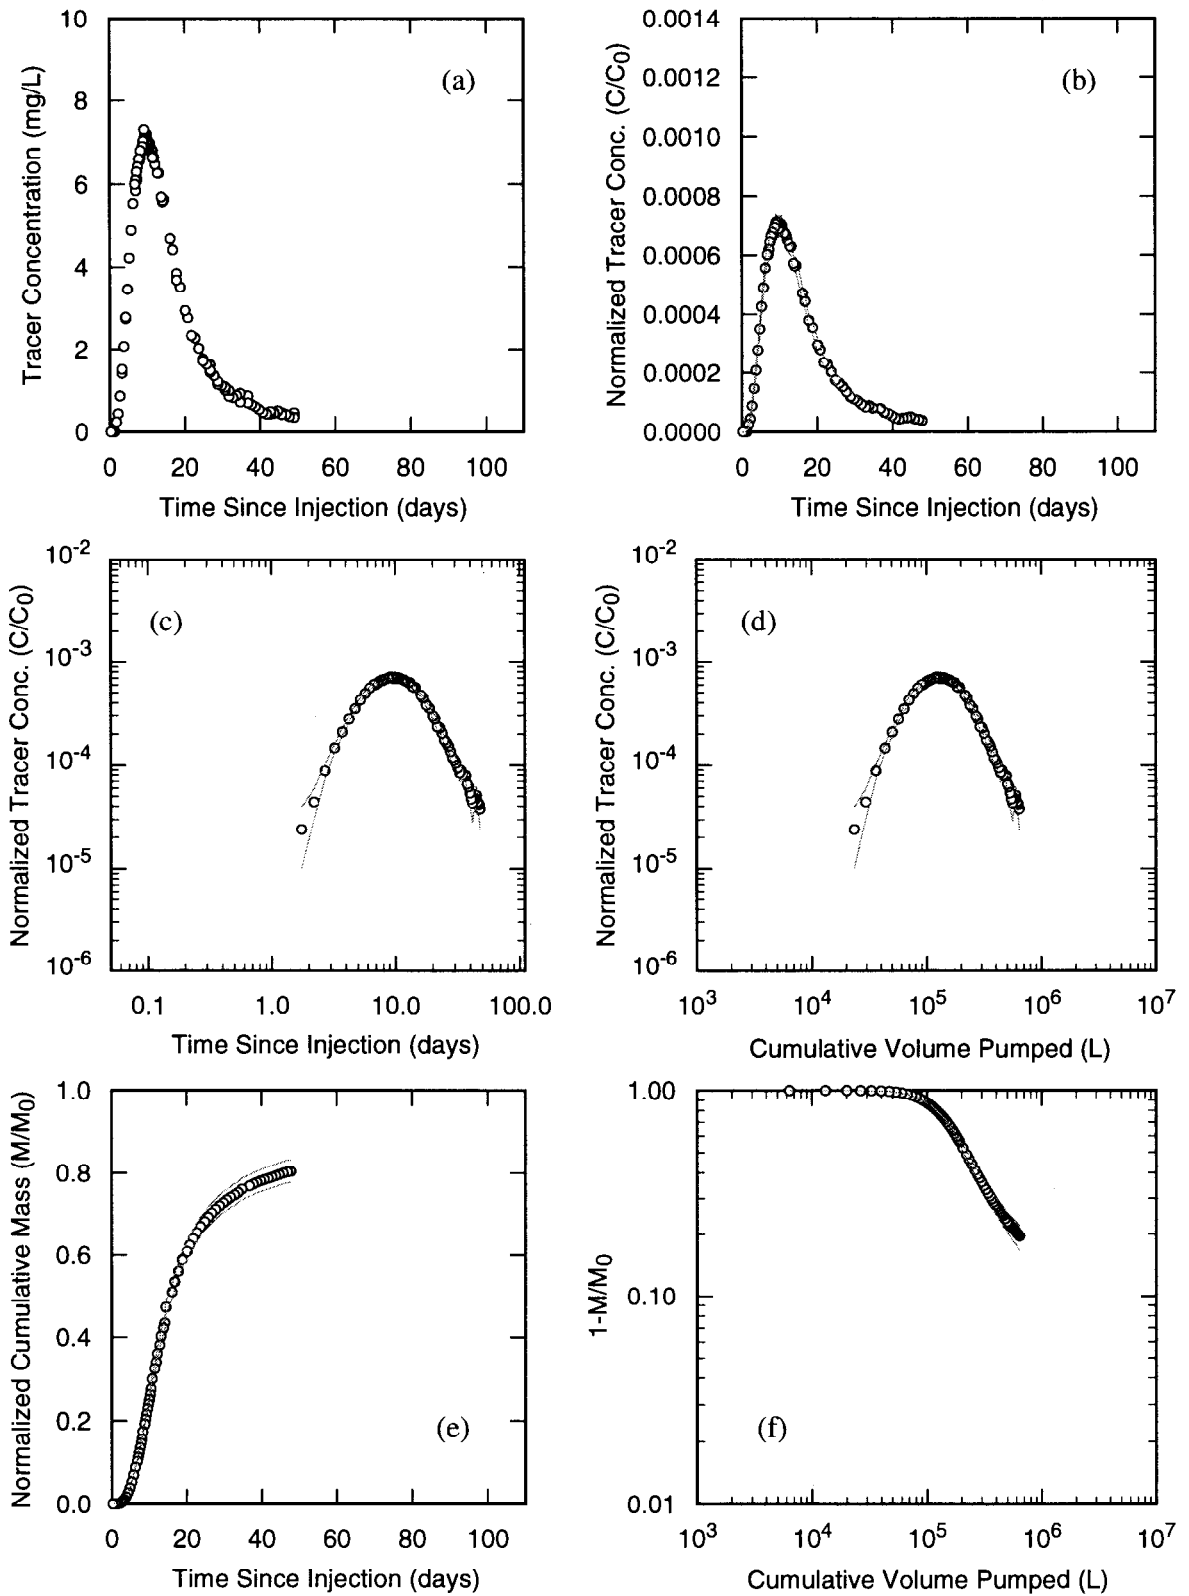 10
8
6
4
2
0
0 20 40 60 80 100
Tracer Concentration (mg/L)
Time Since Injection (days)
(a)
0.0014
0.0012
0.0010
0.0008
0.0006
0.0004
0.0002
0.0000
0 20 40 60 80 100
Normalized Tracer Conc. (C/C0)
Time Since Injection (days)
(b)
10-2
10-3
10-4
10-5
10-6
0.1 1.0 10.0 100.0
Normalized Tracer Conc. (C/C0)
Time Since Injection (days)
(c)
10-2
10-3
10-4
10-5
10-6
103 104 105 106 107
Normalized Tracer Conc. (C/C0)
Cumulative Volume Pumped (L)
(d)
1.0
0.8
0.6
0.4
0.2
0.0
0 20 40 60 80 100
Normalized Cumulative Mass (M/M0)
Time Since Injection (days)
(e)
1.00
0.10
0.01
103 104 105 106 107
1-M/M0
Cumulative Volume Pumped (L)
(f)